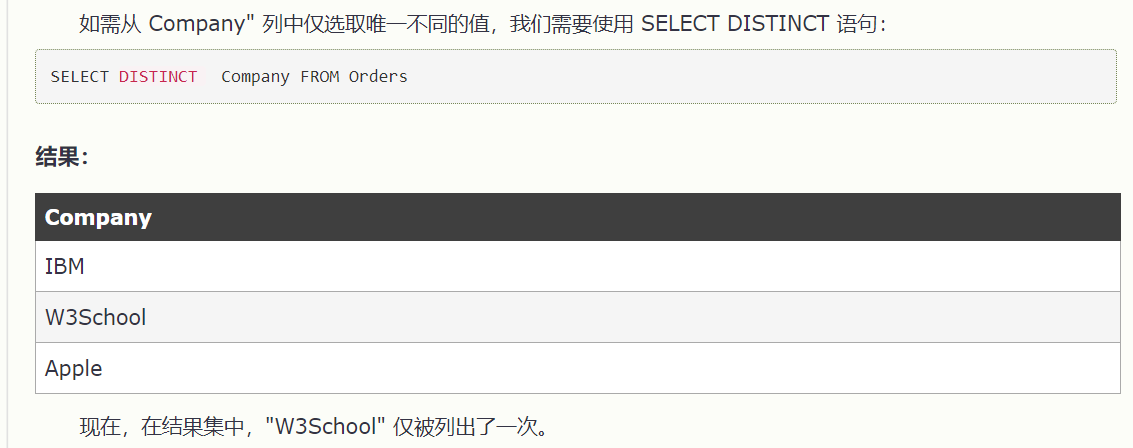 如需从 Company" 列中仅选取唯一不同的值，我们需要使用 SELECT DISTINCT 语句：
SELECT DISTINCT Company FROM Orders
结果：
Company
IBM
W3School
Apple
现在，在结果集中，"W3School" 仅被列出了一次。